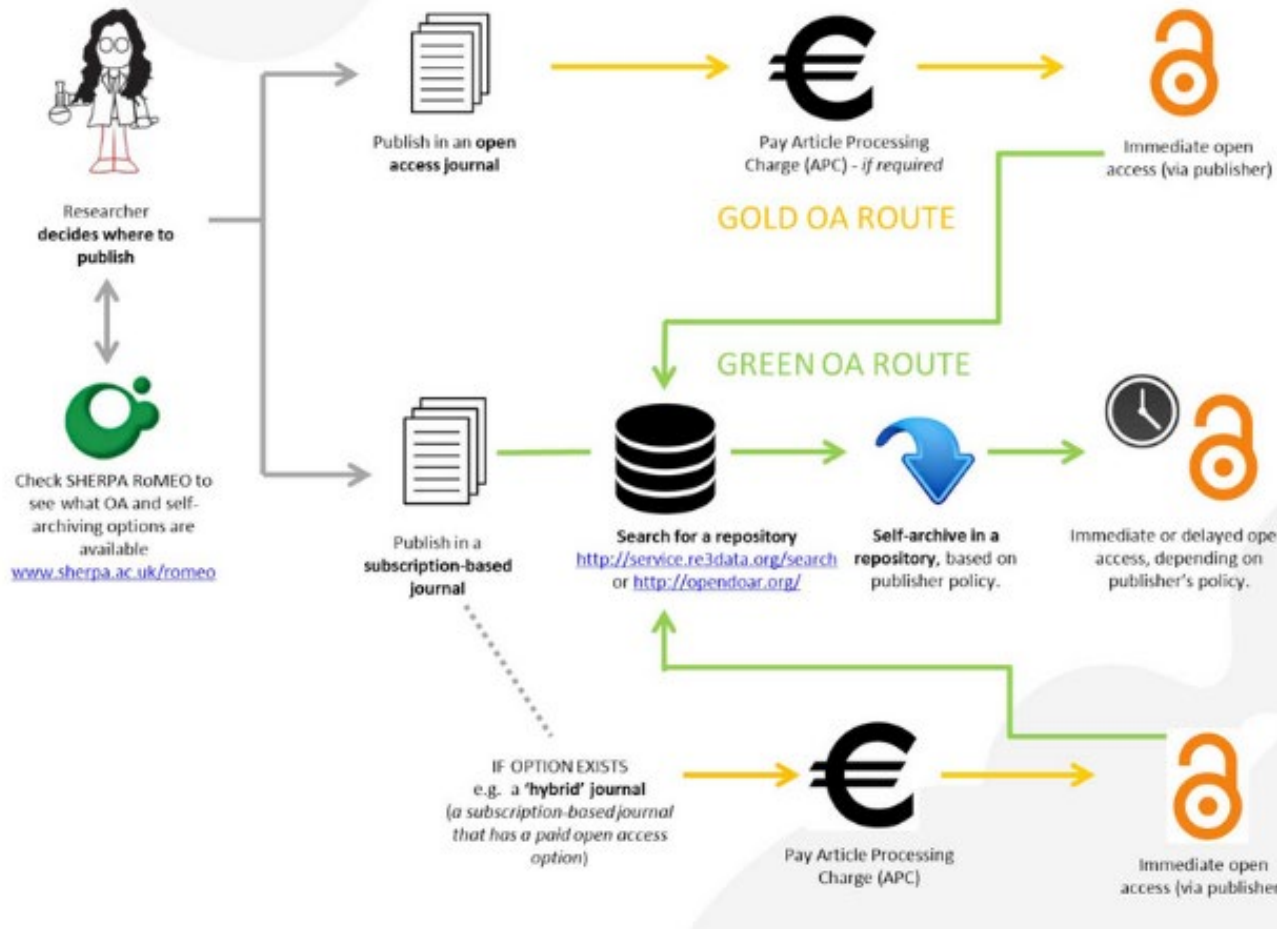 Publish in an open
access journal
Pay Article Processing
Charge (APC) - if required
Immediate open
access (via publisher)
Researcher
decides where to
publish
GOLD OA ROUTE
GREEN OA ROUTE
Check SHERPA RoMEO to
see what OA and self-
archiving options are
available
www.sherpa.ac.uk/romeo
Publish in a
subscription-based
journal
Search for a repository
http://service.re3data.org/search
or http://opendoar.org/
Self-archive in a
repository, based on
publisher policy.
Immediate or delayed ope
access, depending on
publisher's policy.
IF OPTION EXISTS
e.g. a 'hybrid' journal
(a subscription-based journal
that has a paid open access
option)
Pay Article Processing
Charge (APC)
Immediate open
access (via publisher